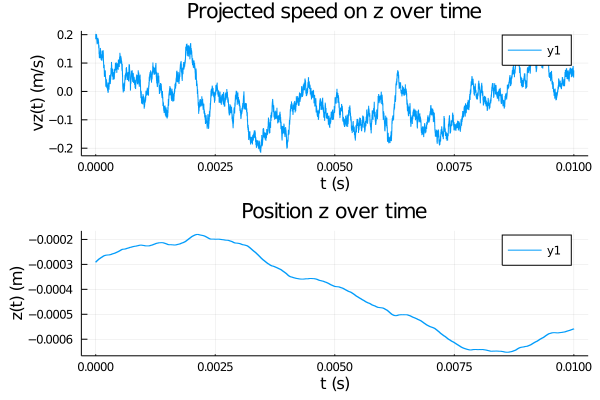 Projected speed on z over time
vz(t) (m/s)
0.2
0.1
0.0
−0.1
−0.2
y1
0.0000 0.0025 0.0050 0.0075 0.0100
t (s)
Position z over time
z(t) (m)
−0.0002
−0.0003
−0.0004
−0.0005
−0.0006
y1
0.0000 0.0025 0.0050 0.0075 0.0100
t (s)